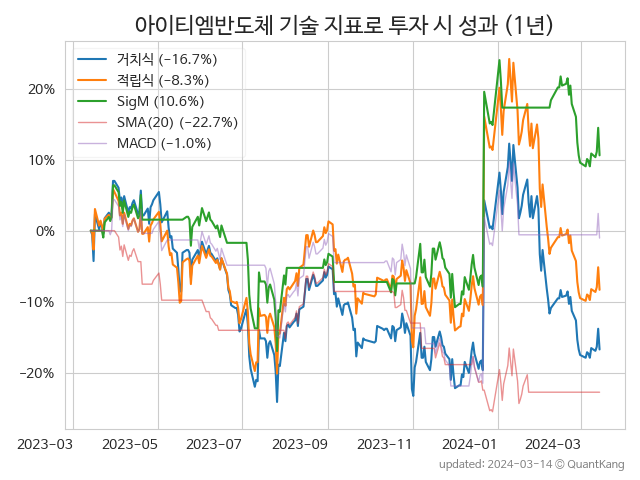 아이티엠반도체 기술 지표로 투자 시 성과 (1년)
거치식 (−16.7%)
적립식 (−8.3%)
SigM (10.6%)
SMA(20) (−22.7%)
MACD (−1.0%)
20%
10%
0%
−10%
−20%
2023-03 2023-05 2023-07 2023-09 2023-11 2024-01 2024-03
updated: 2024-03-14 © QuantKang